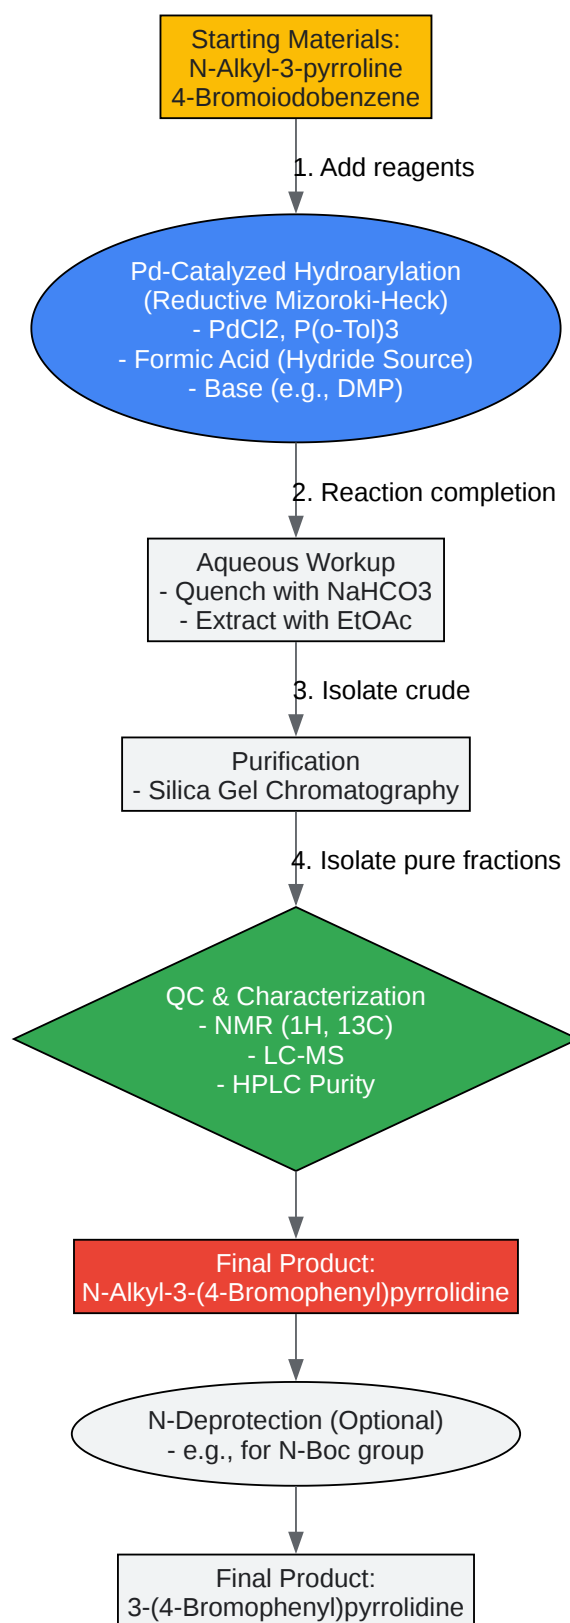 Starting Materials:
N-Alkyl-3-pyrroline
4-Bromoiodobenzene
1. Add reagents
Pd-Catalyzed Hydroarylation
(Reductive Mizoroki-Heck)
- PdCl2, P(o-Tol)3
- Formic Acid (Hydride Source)
- Base (e.g., DMP)
2. Reaction completion
Aqueous Workup
- Quench with NaHCO3
- Extract with EtOAc
3. Isolate crude
Purification
- Silica Gel Chromatography
4. Isolate pure fractions
QC & Characterization
- NMR (1H, 13C)
- LC-MS
- HPLC Purity
Final Product:
N-Alkyl-3-(4-Bromophenyl)pyrrolidine
N-Deprotection (Optional)
- e.g., for N-Boc group
Final Product:
3-(4-Bromophenyl)pyrrolidine